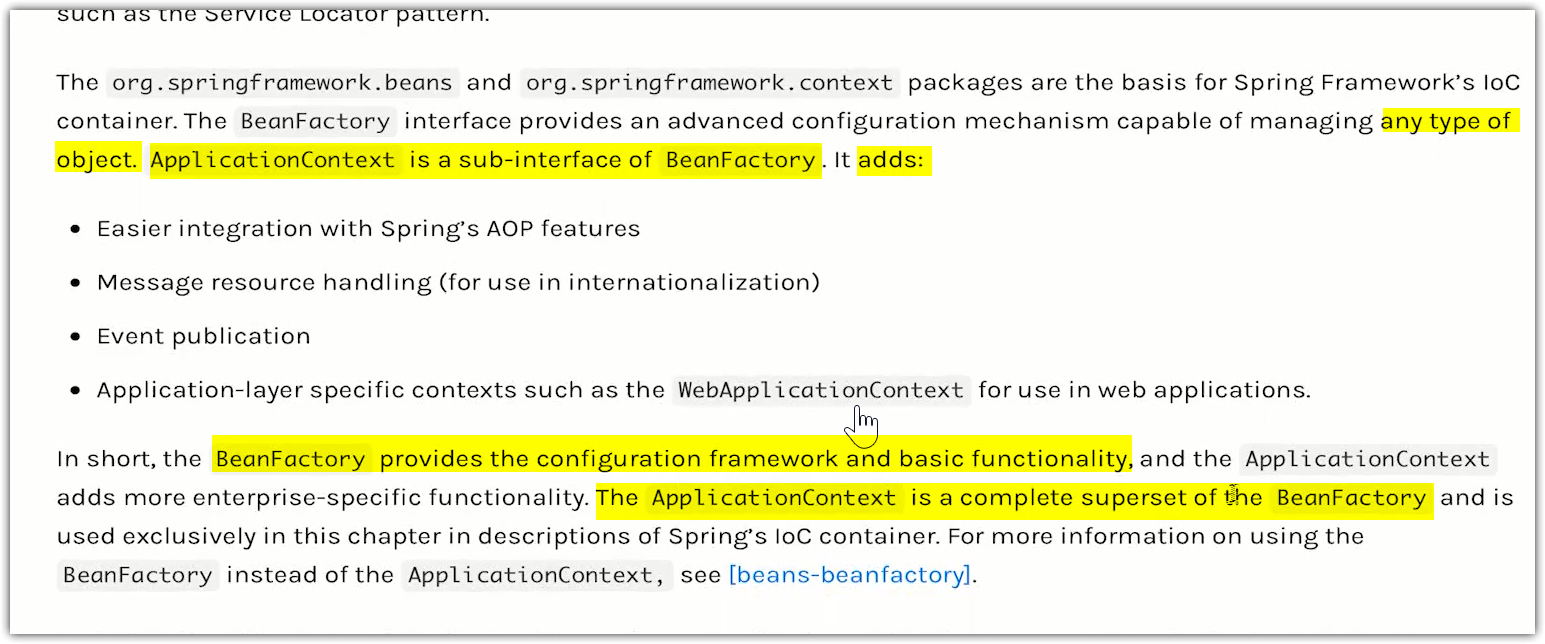 such as the Service Locator pattern.
The org.springframework.beans and org.springframework.context packages are the basis for Spring Framework’s IoC
container. The BeanFactory interface provides an advanced configuration mechanism capable of managing any type of
object. ApplicationContext is a sub-interface of BeanFactory. It adds:
• Easier integration with Spring’s AOP features
• Message resource handling (for use in internationalization)
• Event publication
• Application-layer specific contexts such as the WebApplicationContext for use in web applications.
In short, the BeanFactory provides the configuration framework and basic functionality, and the ApplicationContext
adds more enterprise-specific functionality. The ApplicationContext is a complete superset of the BeanFactory and is
used exclusively in this chapter in descriptions of Spring’s IoC container. For more information on using the
BeanFactory instead of the ApplicationContext, see [beans-beanfactory].